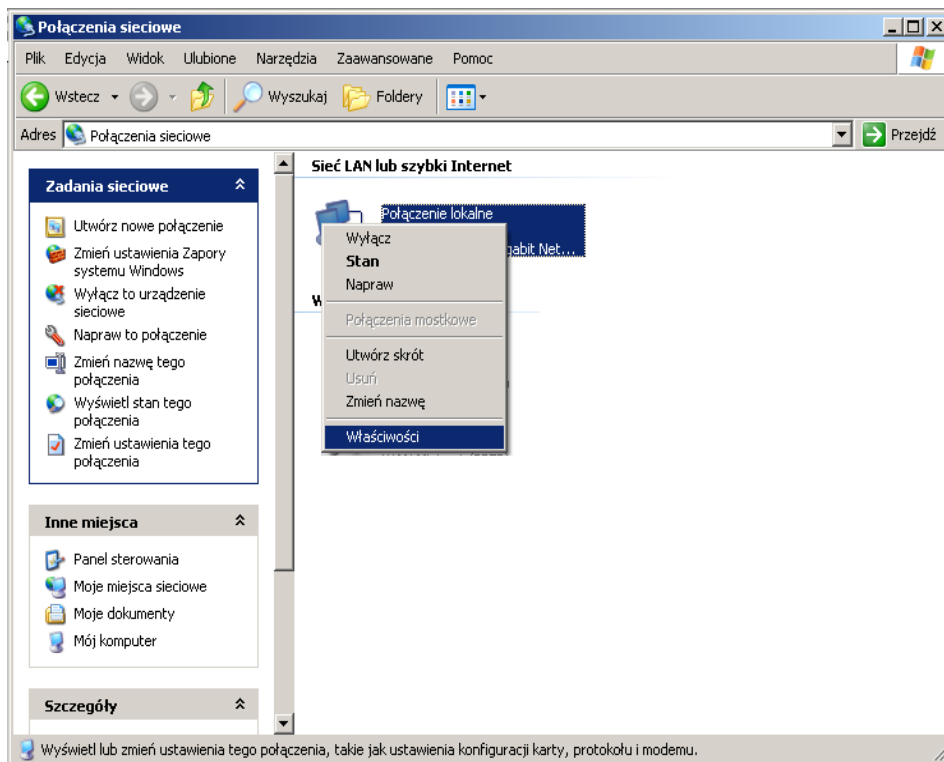 Połączenia sieciowe
Plik Edycja Widok Ulubione Narzędzia Zaawansowane Pomoc
Wstecz Wyszukaj Foldery
Adres Połączenia sieciowe Przejdź
Zadania sieciowe
Utwórz nowe połączenie
Zmień ustawienia Zapory
systemu Windows
Wyłącz to urządzenie
sieciowe
Napraw to połączenie
Zmień nazwę tego
połączenia
Wyświetl stan tego
połączenia
Zmień ustawienia tego
połączenia
Inne miejsca
Panel sterowania
Moje miejsca sieciowe
Moje dokumenty
Mój komputer
Szczegóły
Sieć LAN lub szybki Internet
Połączenie lokalne
gabit Net...
Wyłącz
Stan
Napraw
Połączenia mostkowe
Utwórz skrót
Usuń
Zmień nazwę
Właściwości
Wyświetl lub zmień ustawienia tego połączenia, takie jak ustawienia konfiguracji karty, protokołu i modemu.